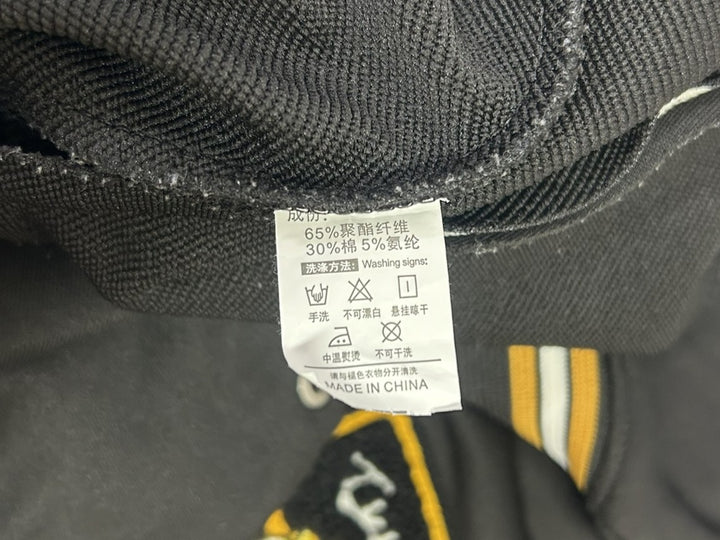 成份：
65%聚酯纤维
30%棉 5%氨纶
洗涤方法: Washing signs:
手洗 不可漂白 悬挂晾干
中温熨烫 不可干洗
请与褪色衣物分开清洗
MADE IN CHINA